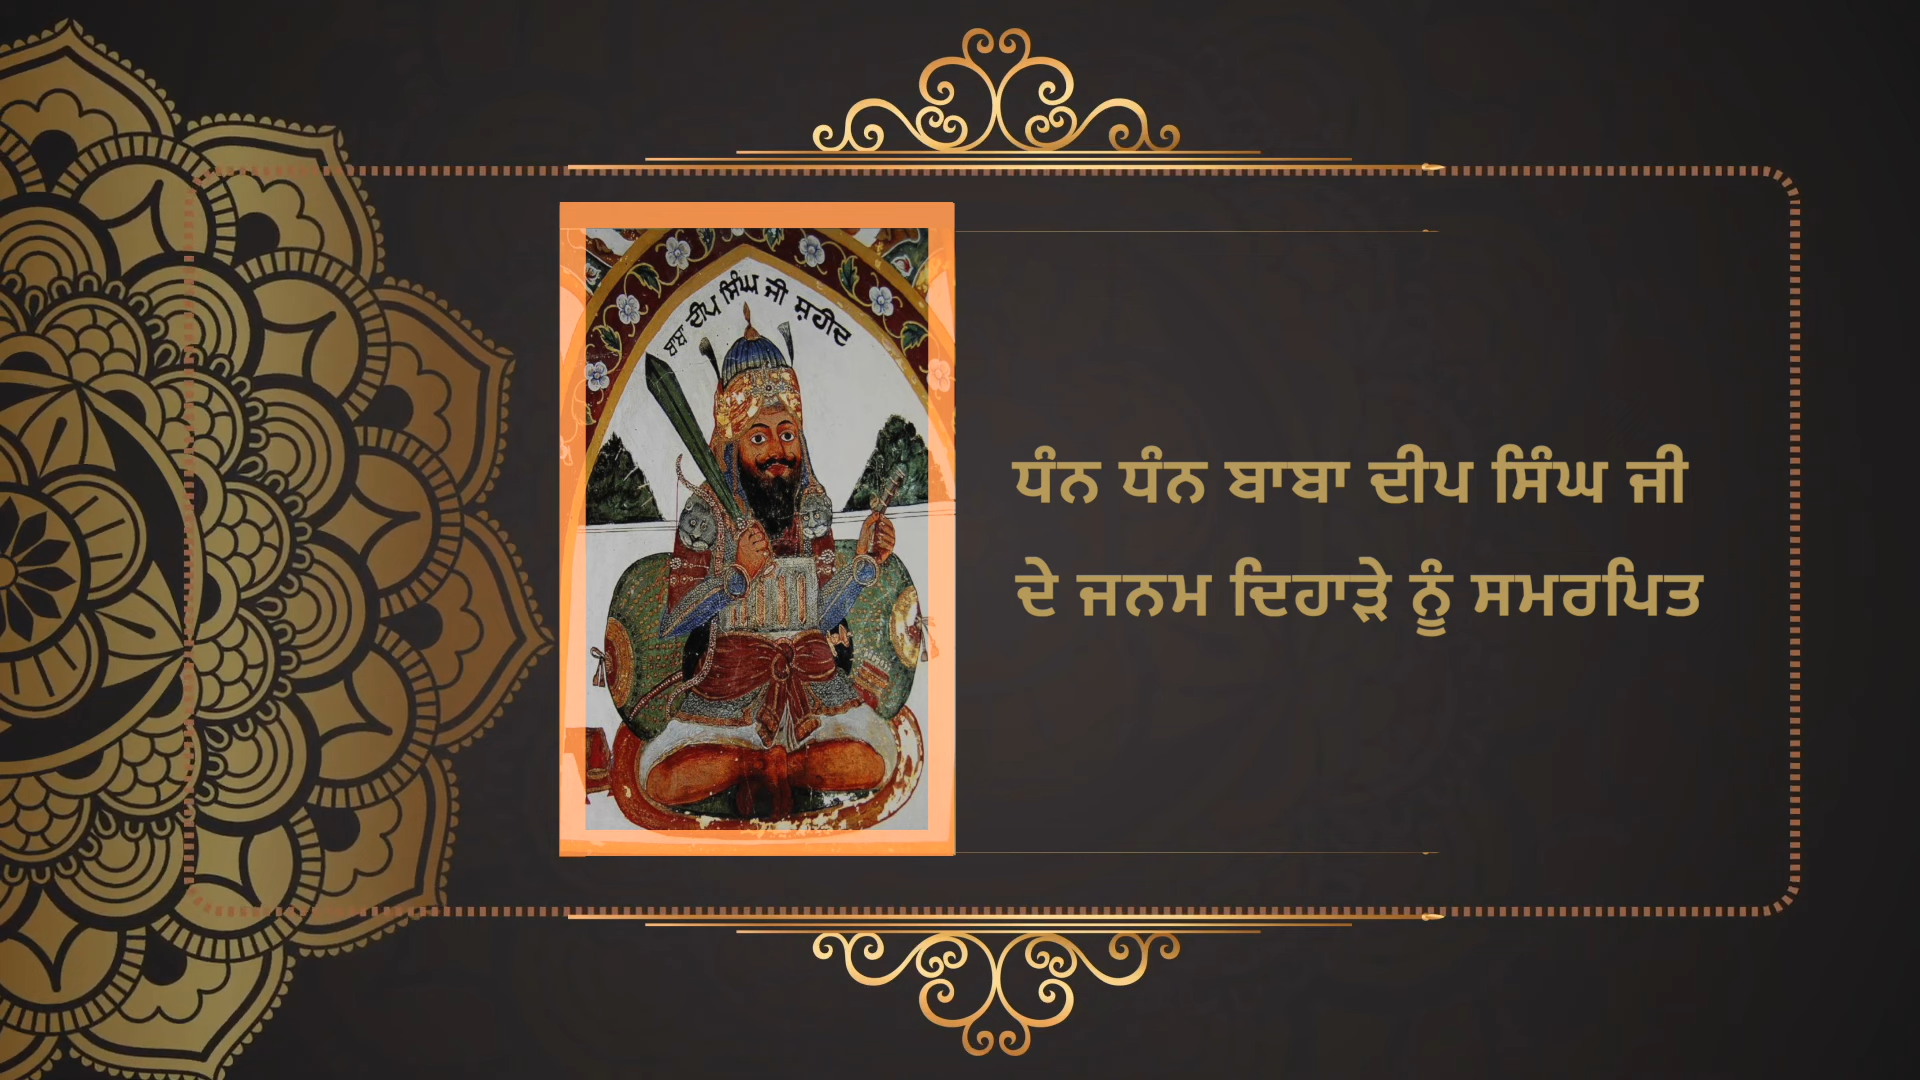 ਬਾਬਾ ਦੀਪ ਸਿੰਘ ਜੀ ਸ਼ਹੀਦ
ਧੰਨ ਧੰਨ ਬਾਬਾ ਦੀਪ ਸਿੰਘ ਜੀ
ਦੇ ਜਨਮ ਦਿਹਾੜੇ ਨੂੰ ਸਮਰਪਿਤ